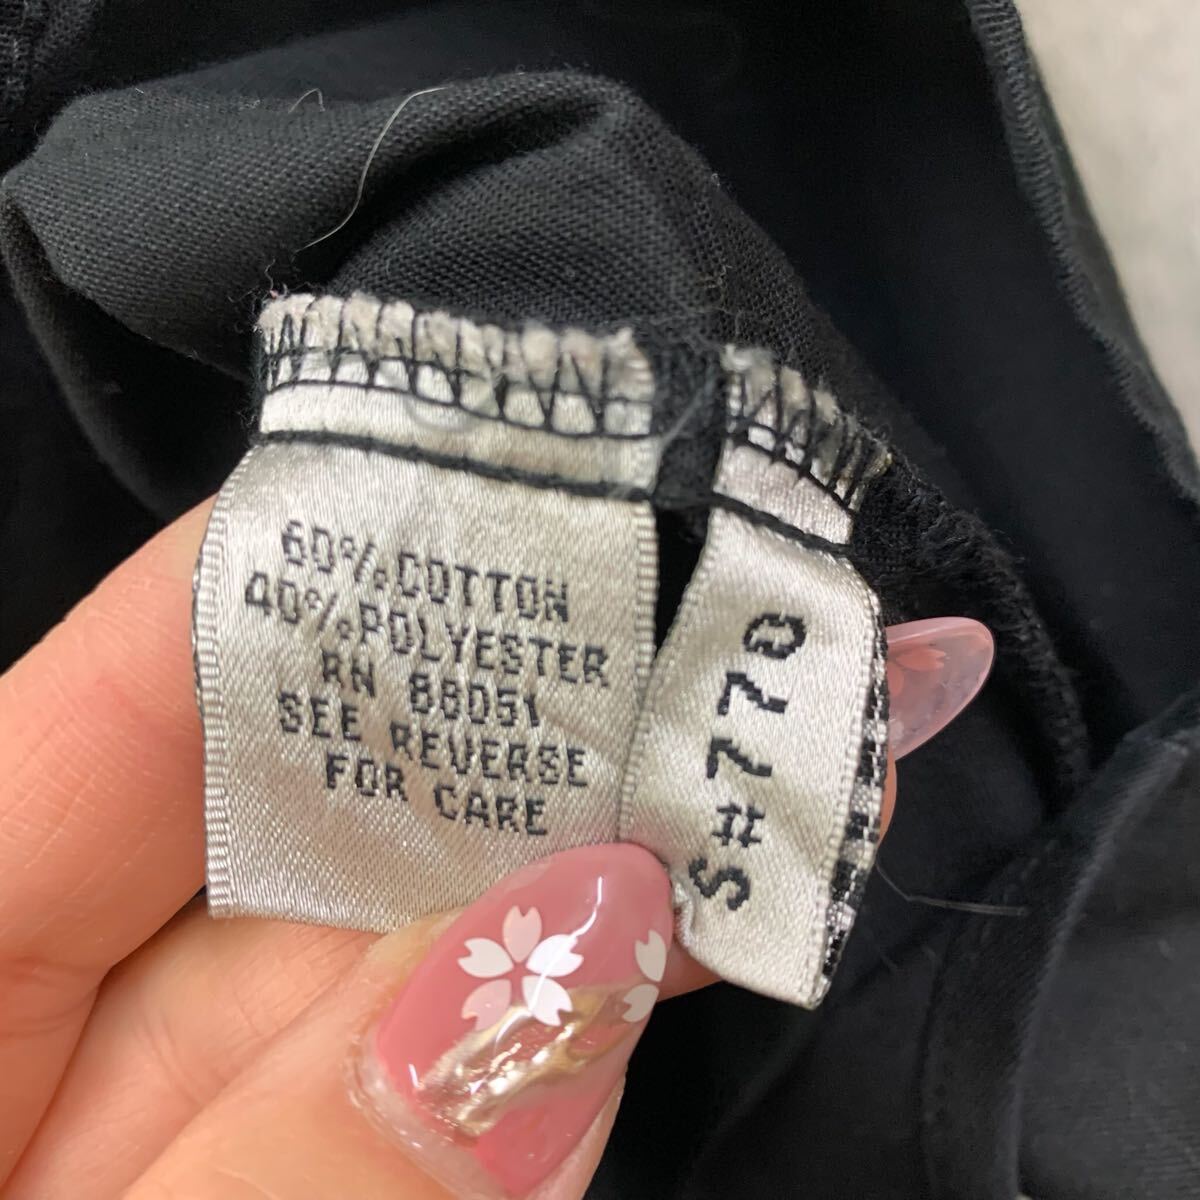 60%COTTON
40%POLYESTER
RN 88051
SEE REVERSE
FOR CARE
S#770